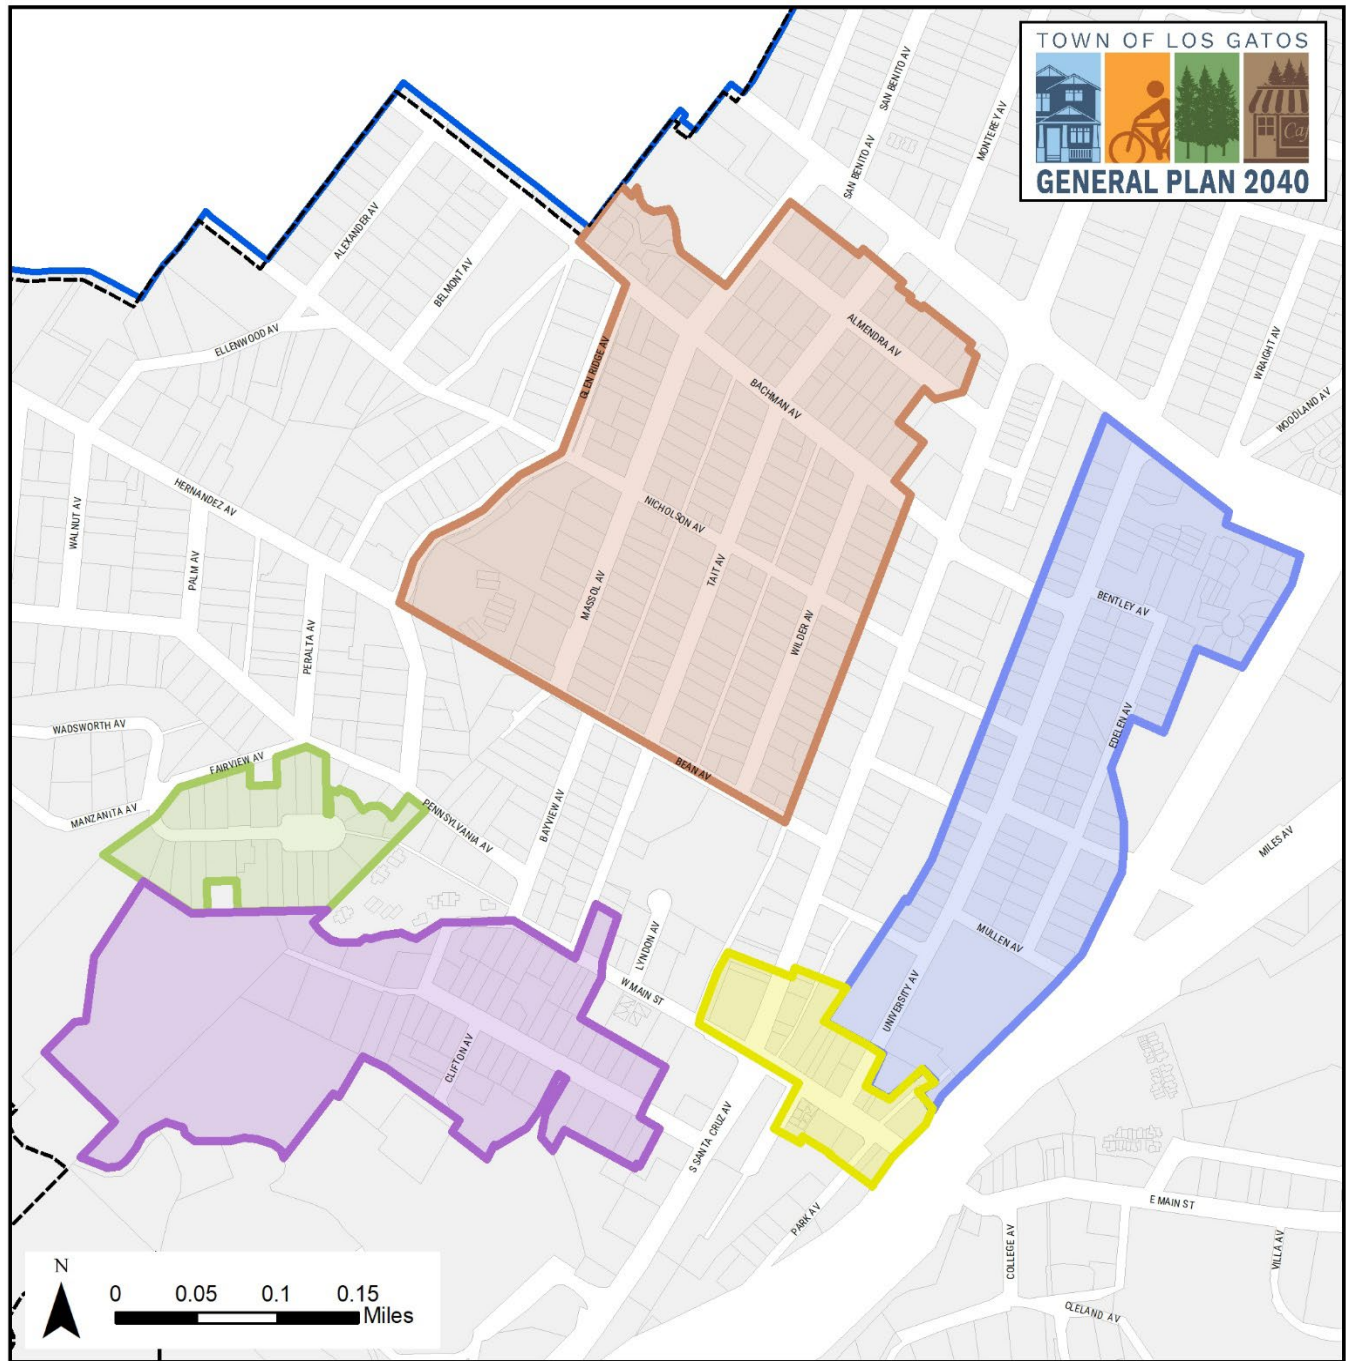 TOWN OF LOS GATOS
Caf
GENERAL PLAN 2040
SAN BENITO AV
SAN BENITO AV
MONTEREY AV
ALEXANDER AV
BELMONT AV
ELLENWOOD AV
GLEN RIDGE AV
ALMENDRA AV
BACHMAN AV
WRAIGHT AV
WOODLAND AV
HERNANDEZ AV
WALNUT AV
PALM AV
PERALTA AV
NICHOLSON AV
MASSOL AV
TAIT AV
WILDER AV
BENTLEY AV
EDELEN AV
WADSWORTH AV
FAIRVIEW AV
MANZANITA AV
PENNSYLVANIA AV
BAYVIEW AV
BEAN AV
MILES AV
LYNDON AV
W MAIN ST
MULLEN AV
UNIVERSITY AV
CLIFTON AV
S SANTA CRUZ AV
PARK AV
E MAIN ST
COLLEGE AV
VILLA AV
CLELAND AV
N
0 0.05 0.1 0.15
Miles